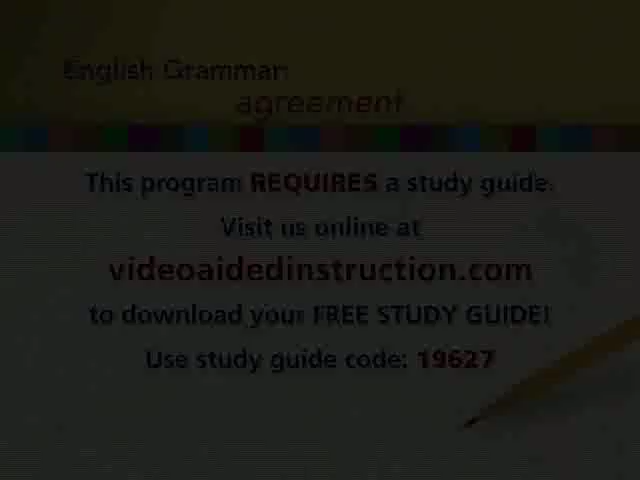 English Grammar:
agreement
This program REQUIRES a study guide.
Visit us online at
videoaidedinstruction.com
to download your FREE STUDY GUIDE!
Use study guide code: 19627